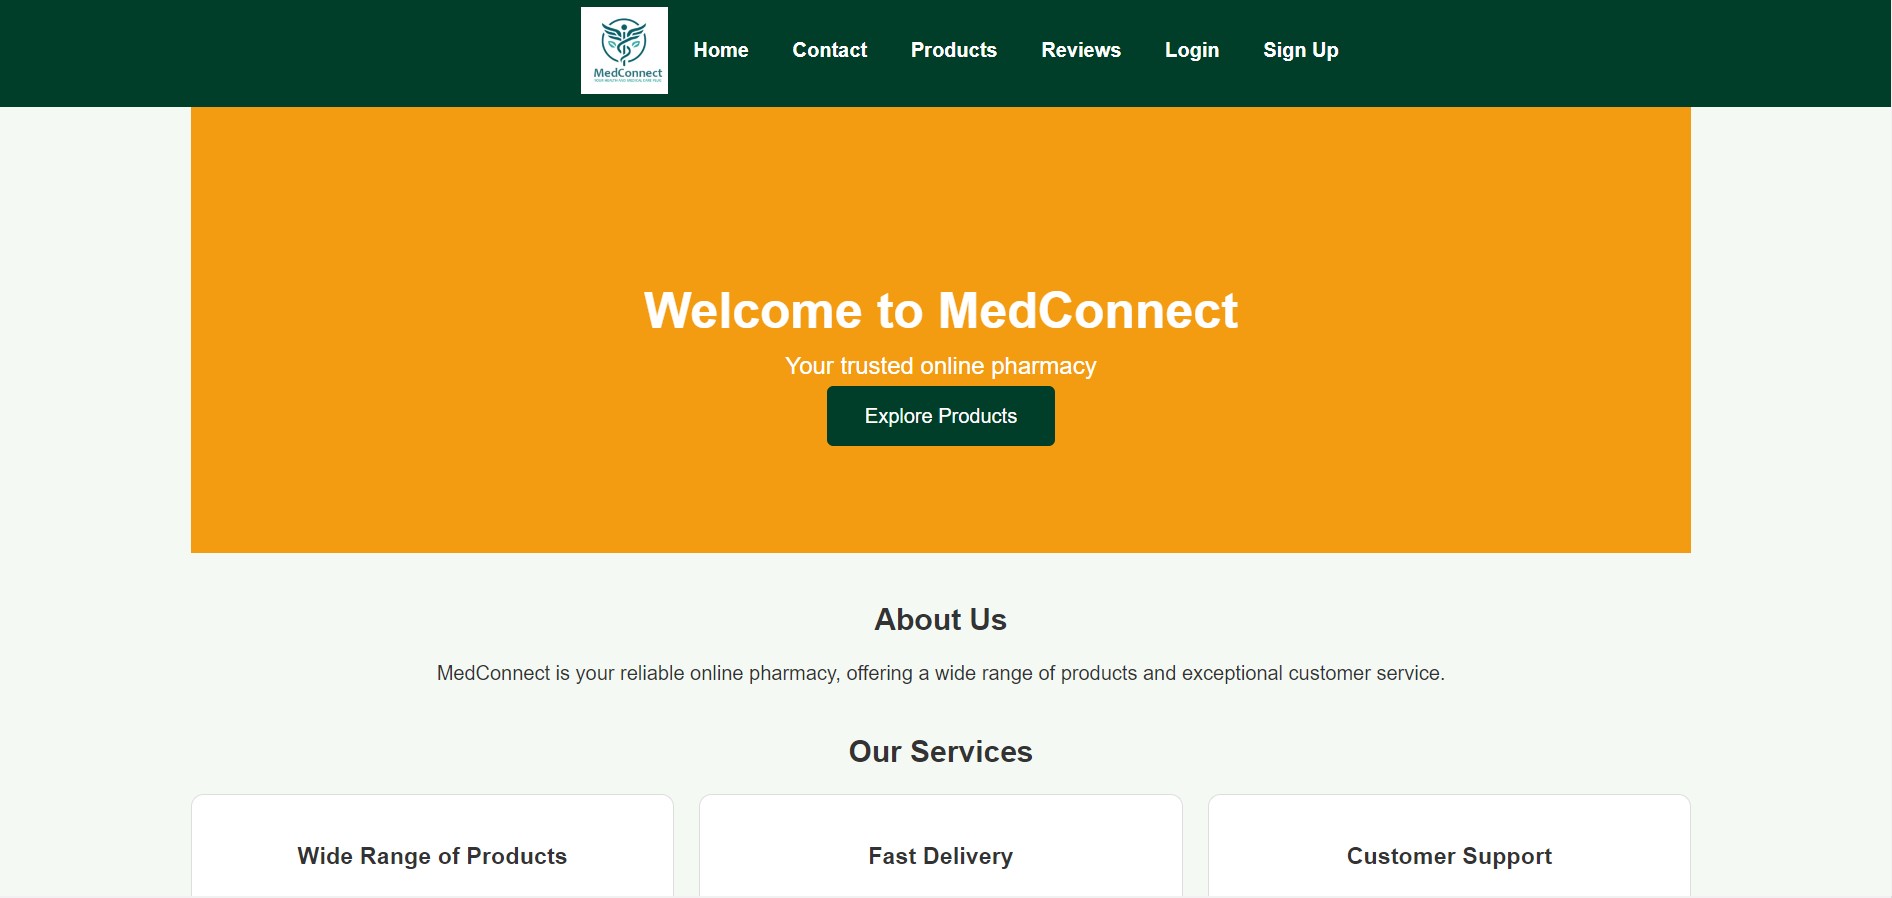 MedConnect
Home
Contact
Products
Reviews
Login
Sign Up
Welcome to MedConnect
Your trusted online pharmacy
Explore Products
About Us
MedConnect is your reliable online pharmacy, offering a wide range of products and exceptional customer service.
Our Services
Wide Range of Products
Fast Delivery
Customer Support